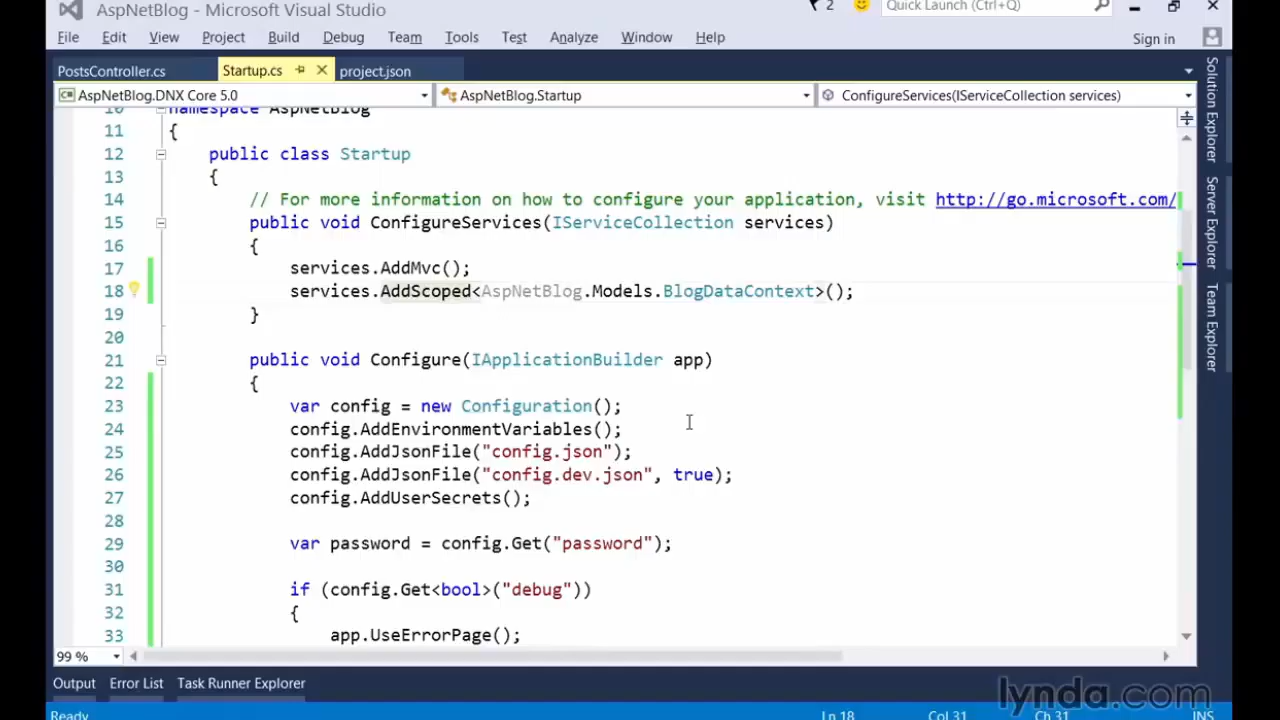 AspNetBlog - Microsoft Visual Studio
2
Quick Launch (Ctrl+Q)
File Edit View Project Build Debug Team Tools Test Analyze Window Help
Sign in
PostsController.cs Startup.cs project.json
AspNetBlog.DNX Core 5.0 AspNetBlog.Startup ConfigureServices(IServiceCollection services)
10 namespace AspNetBlog
11 {
12 public class Startup
13 {
14 // For more information on how to configure your application, visit http://go.microsoft.com/
15 public void ConfigureServices(IServiceCollection services)
16 {
17 services.AddMvc();
18 services.AddScoped<AspNetBlog.Models.BlogDataContext>();
19 }
20
21 public void Configure(IApplicationBuilder app)
22 {
23 var config = new Configuration();
24 config.AddEnvironmentVariables();
25 config.AddJsonFile("config.json");
26 config.AddJsonFile("config.dev.json", true);
27 config.AddUserSecrets();
28
29 var password = config.Get("password");
30
31 if (config.Get<bool>("debug"))
32 {
33 app.UseErrorPage();
99 %
Output Error List Task Runner Explorer
Ready Ln 18 Col 31 Ch 31 INS
Solution Explorer
Server Explorer
Team Explorer
lynda.com